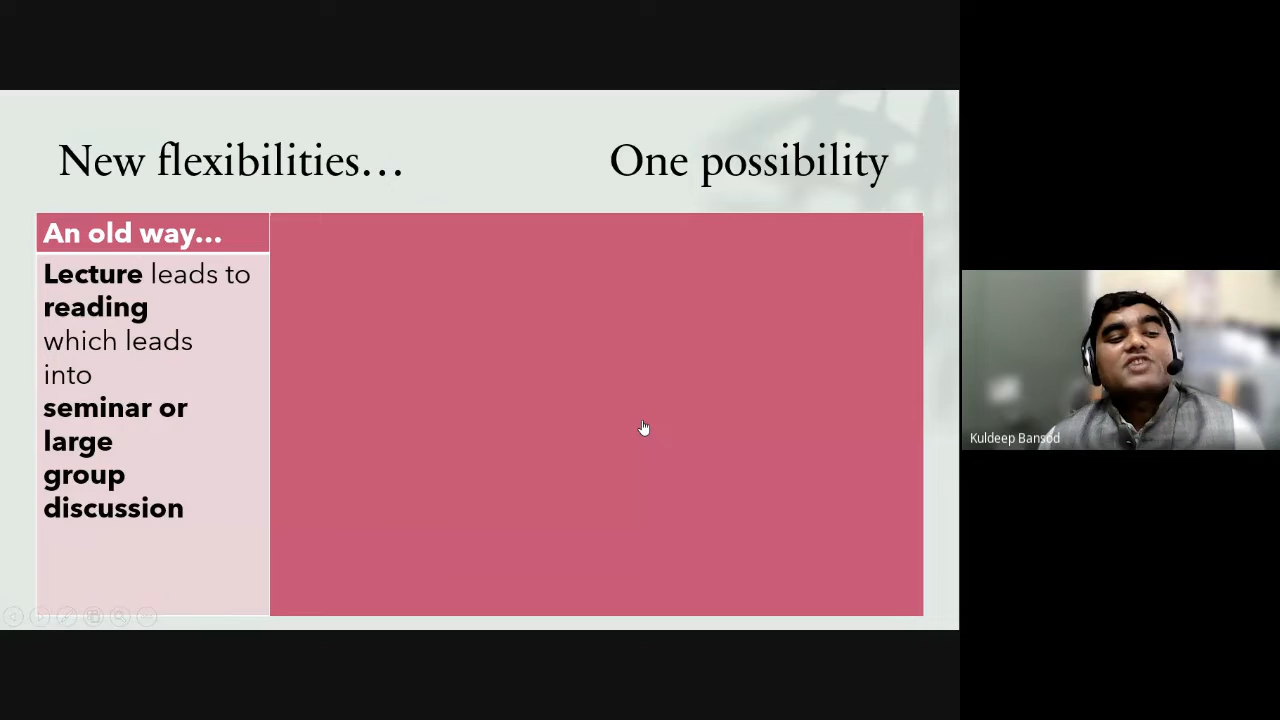 New flexibilities… One possibility
An old way…
Lecture leads to
reading
which leads
into
seminar or
large
group
discussion
Kuldeep Bansod